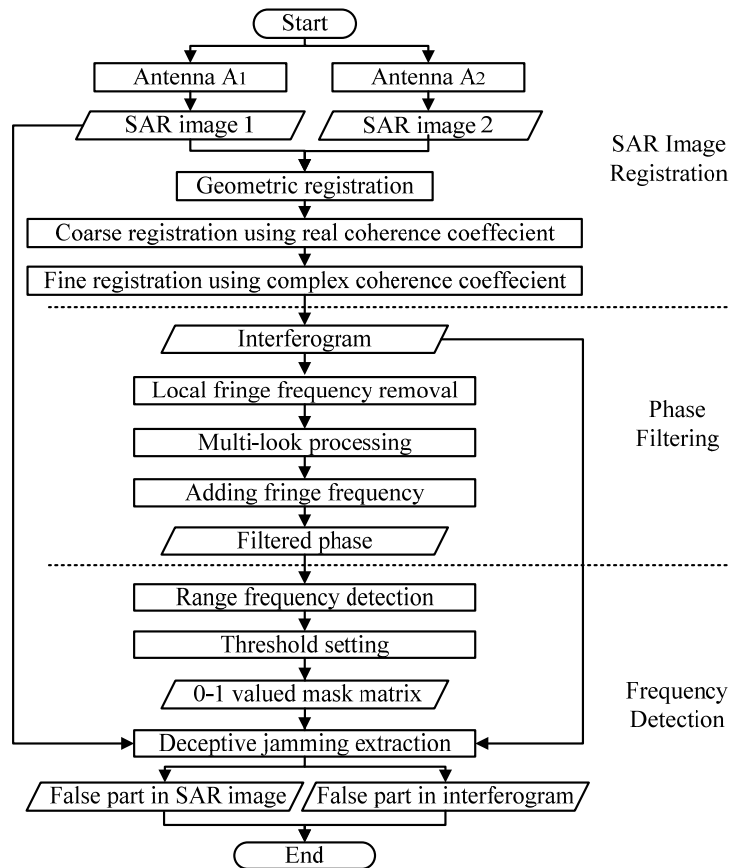 Start
Antenna A1
Antenna A2
SAR image 1
SAR image 2
SAR Image
Registration
Geometric registration
Coarse registration using real coherence coeffecient
Fine registration using complex coherence coeffecient
Interferogram
Local fringe frequency removal
Multi-look processing
Phase
Filtering
Adding fringe frequency
Filtered phase
Range frequency detection
Threshold setting
0-1 valued mask matrix
Frequency
Detection
Deceptive jamming extraction
False part in SAR image
False part in interferogram
End